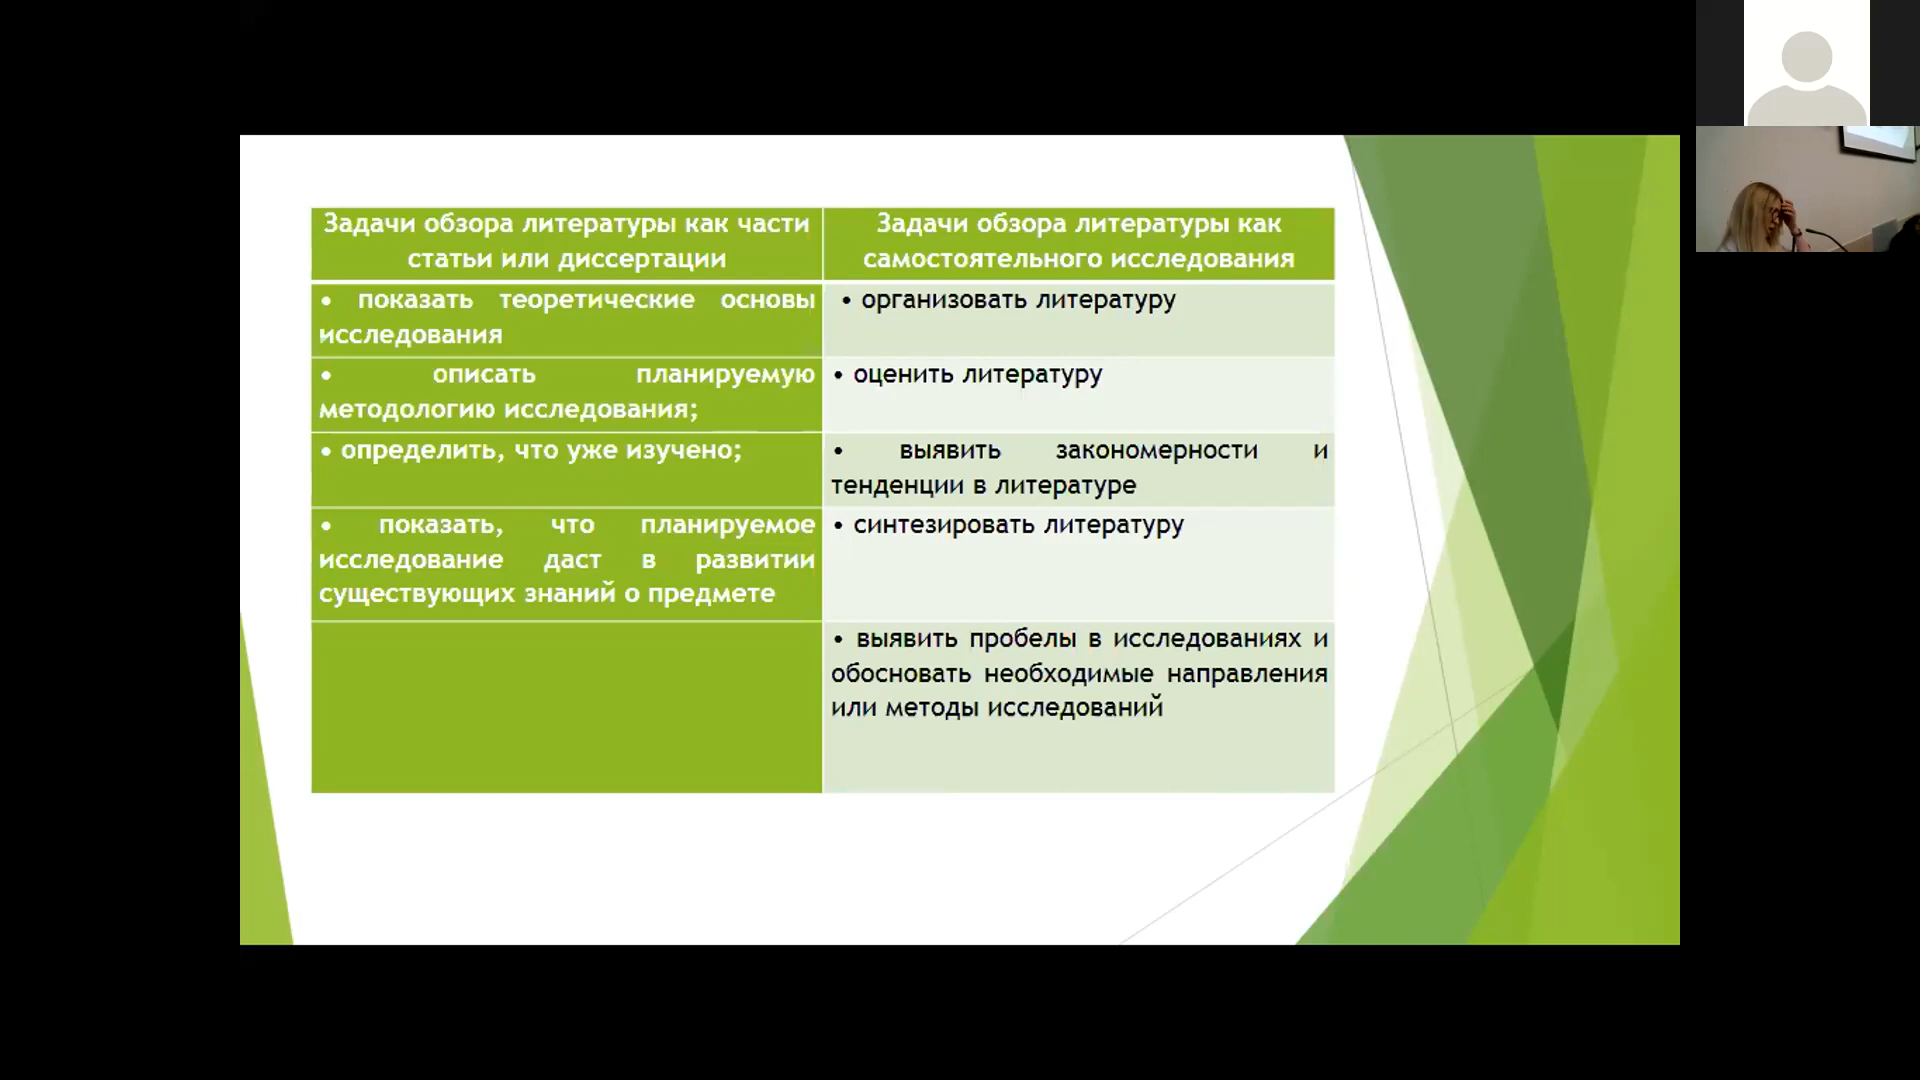 Задачи обзора литературы как части
статьи или диссертации
Задачи обзора литературы как
самостоятельного исследования
• показать теоретические основы
исследования
• организовать литературу
• описать планируемую
методологию исследования;
• оценить литературу
• определить, что уже изучено;
• выявить закономерности и
тенденции в литературе
• показать, что планируемое
исследование даст в развитии
существующих знаний о предмете
• синтезировать литературу
• выявить пробелы в исследованиях и
обосновать необходимые направления
или методы исследований